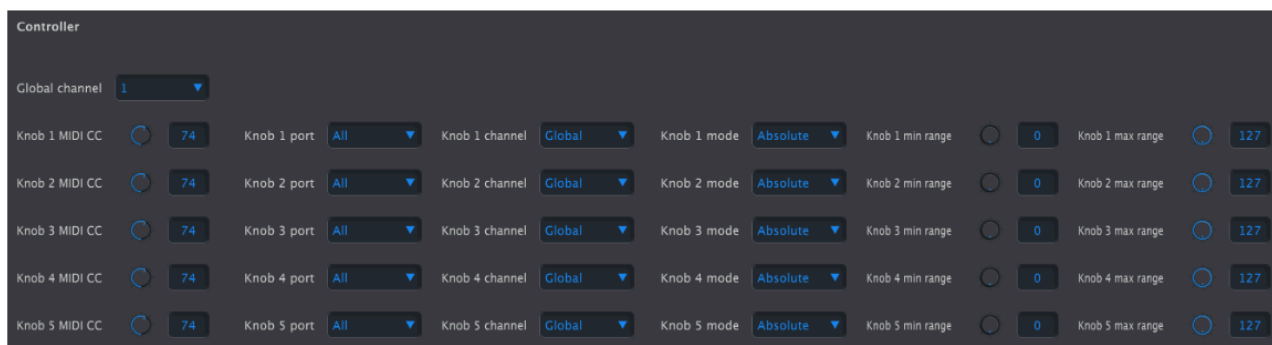 Controller
Global channel 1
Knob 1 MIDI CC 74 Knob 1 port All Knob 1 channel Global Knob 1 mode Absolute Knob 1 min range 0 Knob 1 max range 127
Knob 2 MIDI CC 74 Knob 2 port All Knob 2 channel Global Knob 2 mode Absolute Knob 2 min range 0 Knob 2 max range 127
Knob 3 MIDI CC 74 Knob 3 port All Knob 3 channel Global Knob 3 mode Absolute Knob 3 min range 0 Knob 3 max range 127
Knob 4 MIDI CC 74 Knob 4 port All Knob 4 channel Global Knob 4 mode Absolute Knob 4 min range 0 Knob 4 max range 127
Knob 5 MIDI CC 74 Knob 5 port All Knob 5 channel Global Knob 5 mode Absolute Knob 5 min range 0 Knob 5 max range 127